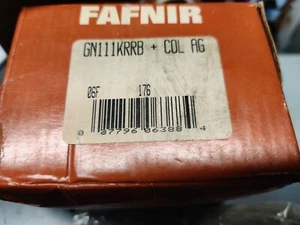 FAFNIR
GN111KRRB + COL AG
06F 176
0 87796 06388 4